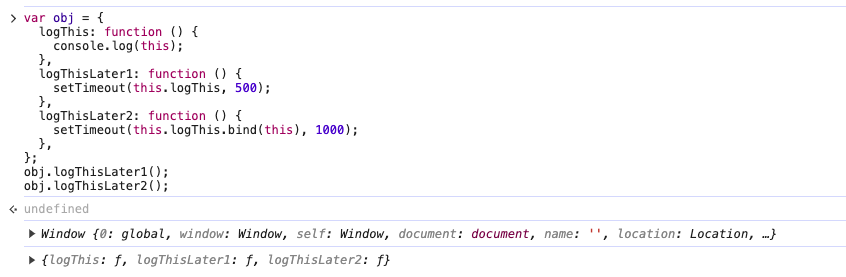 > var obj = {
  logThis: function () {
    console.log(this);
  },
  logThisLater1: function () {
    setTimeout(this.logThis, 500);
  },
  logThisLater2: function () {
    setTimeout(this.logThis.bind(this), 1000);
  },
};
obj.logThisLater1();
obj.logThisLater2();
undefined
▶ Window {0: global, window: Window, self: Window, document: document, name: '', location: Location, …}
▶ {logThis: ƒ, logThisLater1: ƒ, logThisLater2: ƒ}